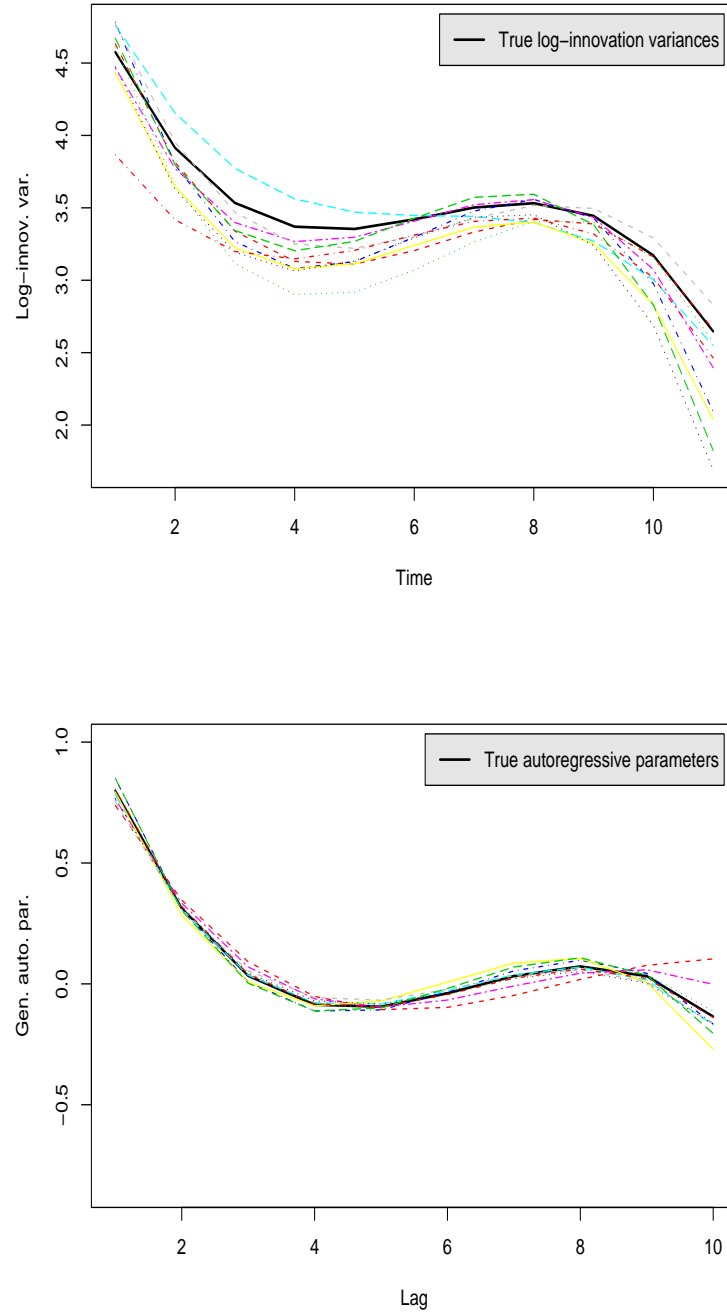 True log−innovation variances
4.5
4.0
3.5
3.0
2.5
2.0
Log−innov. var.
2 4 6 8 10
Time
True autoregressive parameters
1.0
0.5
0.0
−0.5
Gen. auto. par.
2 4 6 8 10
Lag